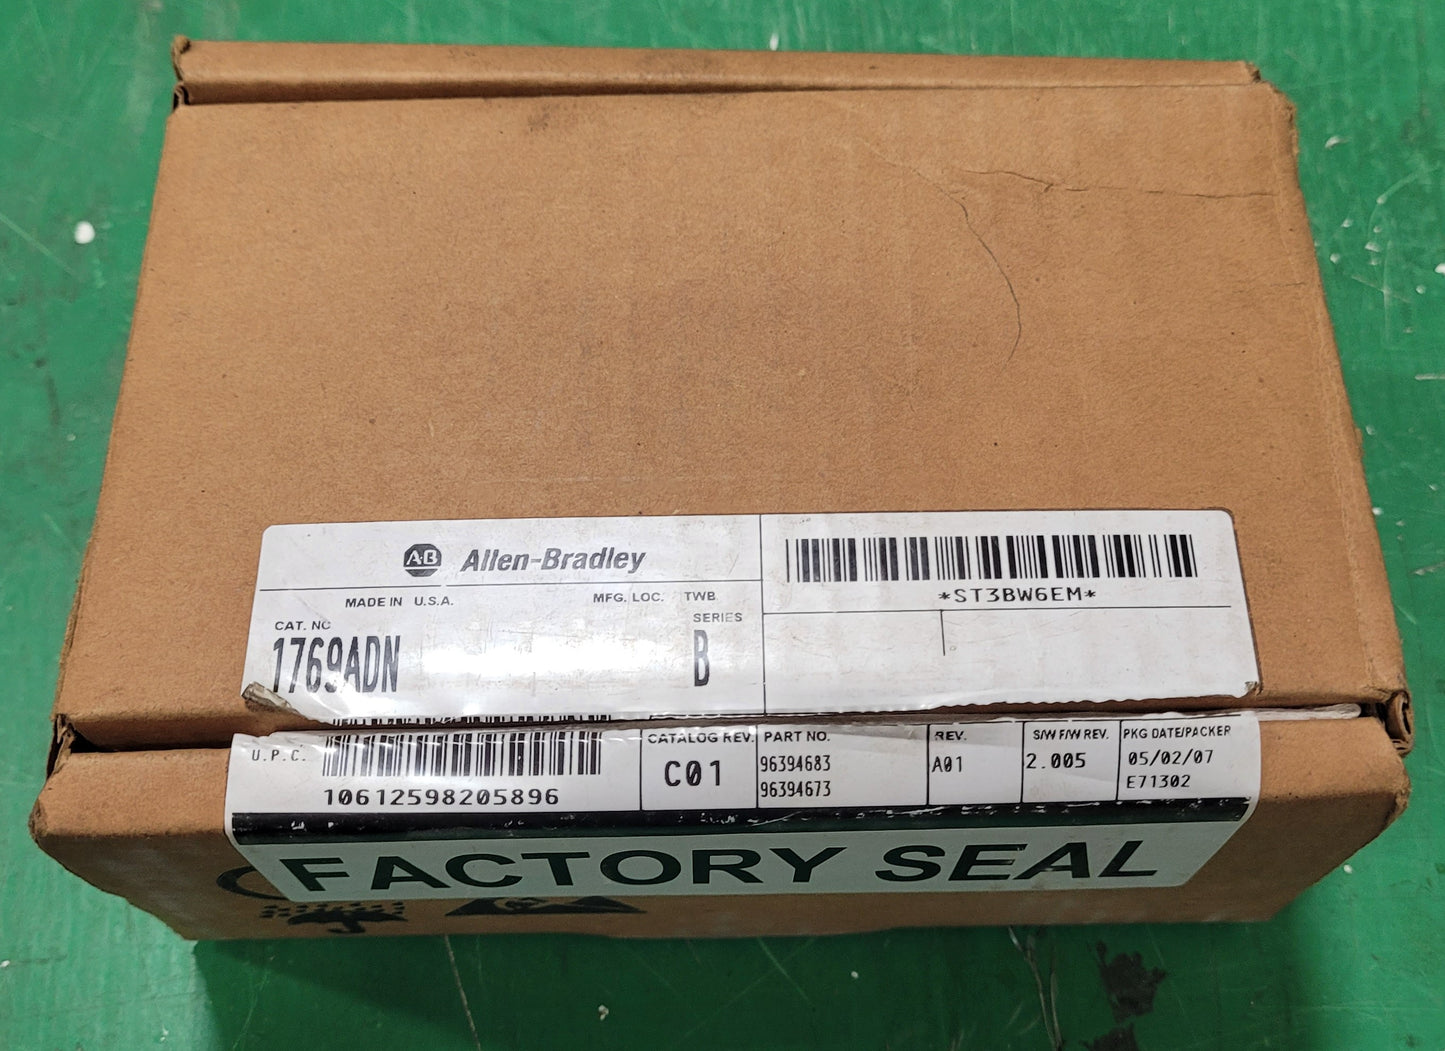 A-B Allen-Bradley
*ST3BW6EM*
MADE IN U.S.A. MFG. LOC. TWB
CAT. NO SERIES
1769ADN B
U.P.C. CATALOG REV. PART NO. REV. S/W F/W REV. PKG DATE/PACKER
C01 96394683 A01 2.005 05/02/07
10612598205896 96394673 E71302
FACTORY SEAL